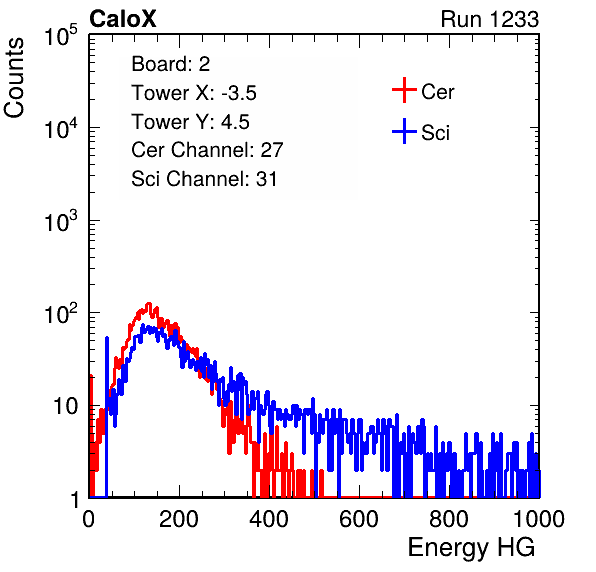 CaloX Run 1233
Counts
10^5
10^4
10^3
10^2
10
1
Board: 2
Tower X: -3.5
Tower Y: 4.5
Cer Channel: 27
Sci Channel: 31
Cer
Sci
0 200 400 600 800 1000
Energy HG